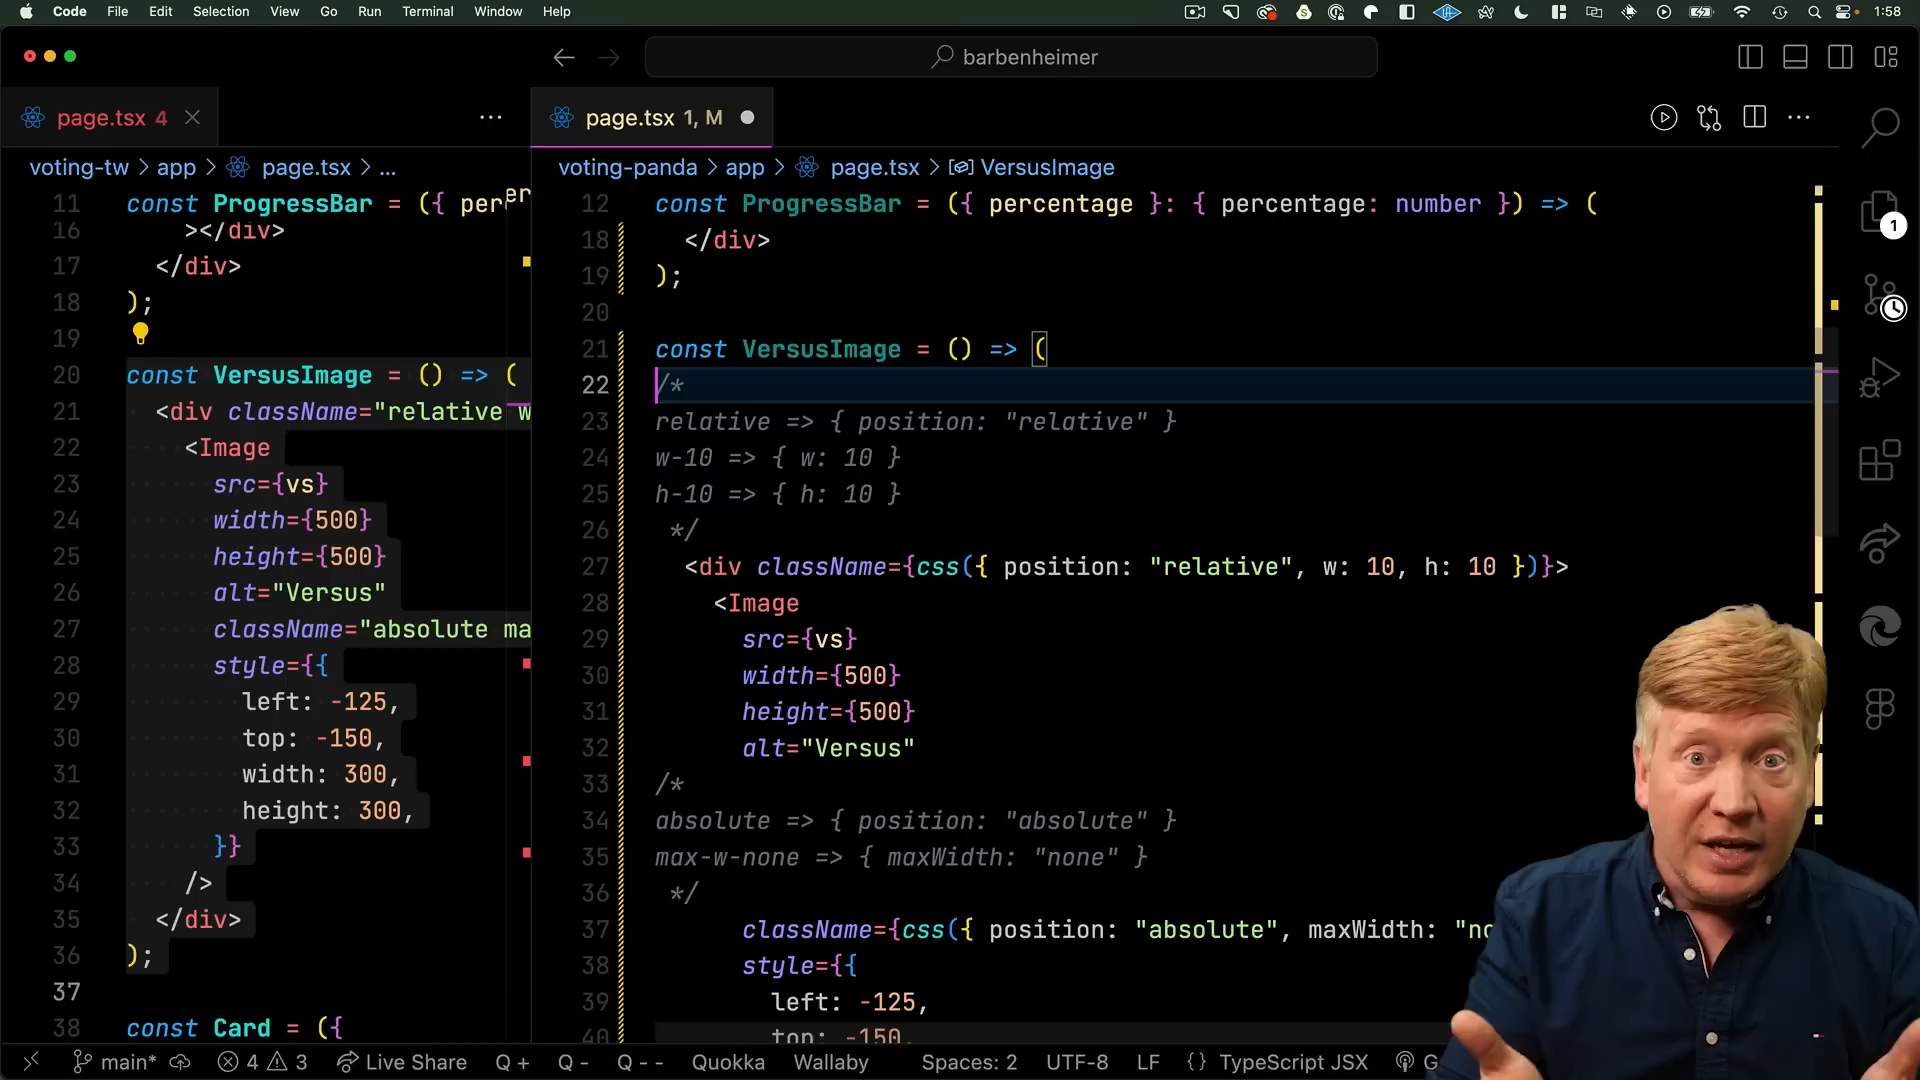 Code File Edit Selection View Go Run Terminal Window Help 1:58
barbenheimer
page.tsx 4
page.tsx 1, M
voting-tw > app > page.tsx > ...
11 const ProgressBar = ({ per
16 ></div>
17 </div>
18 );
19
20 const VersusImage = () => (
21 <div className="relative w
22 <Image
23 src={vs}
24 width={500}
25 height={500}
26 alt="Versus"
27 className="absolute ma
28 style={{
29 left: -125,
30 top: -150,
31 width: 300,
32 height: 300,
33 }}
34 />
35 </div>
36 );
37
38 const Card = ({
voting-panda > app > page.tsx > VersusImage
12 const ProgressBar = ({ percentage }: { percentage: number }) => (
18 </div>
19 );
20
21 const VersusImage = () => (
22 /*
23 relative => { position: "relative" }
24 w-10 => { w: 10 }
25 h-10 => { h: 10 }
26 */
27 <div className={css({ position: "relative", w: 10, h: 10 })}>
28 <Image
29 src={vs}
30 width={500}
31 height={500}
32 alt="Versus"
33 /*
34 absolute => { position: "absolute" }
35 max-w-none => { maxWidth: "none" }
36 */
37 className={css({ position: "absolute", maxWidth: "no
38 style={{
39 left: -125,
40 top: -150,
1
main* 4 3 Live Share Q + Q - Q - - Quokka Wallaby Spaces: 2 UTF-8 LF {} TypeScript JSX G